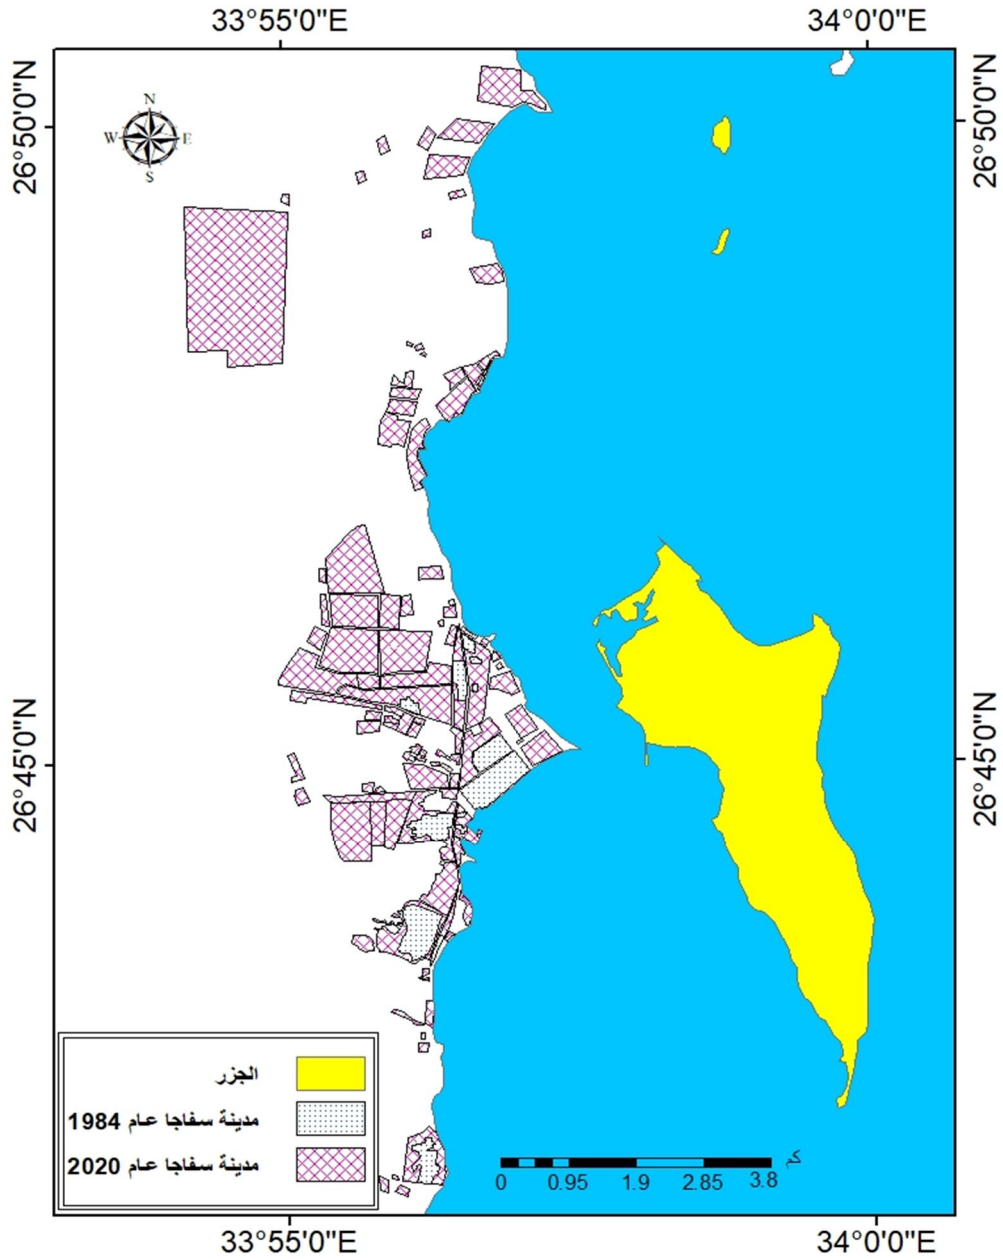 33°55'0"E
34°0'0"E
26°50'0"N
26°50'0"N
N
W
E
S
26°45'0"N
26°45'0"N
الجزر
مدينة سفاجا عام 1984
مدينة سفاجا عام 2020
كم
0 0.95 1.9 2.85 3.8
33°55'0"E
34°0'0"E